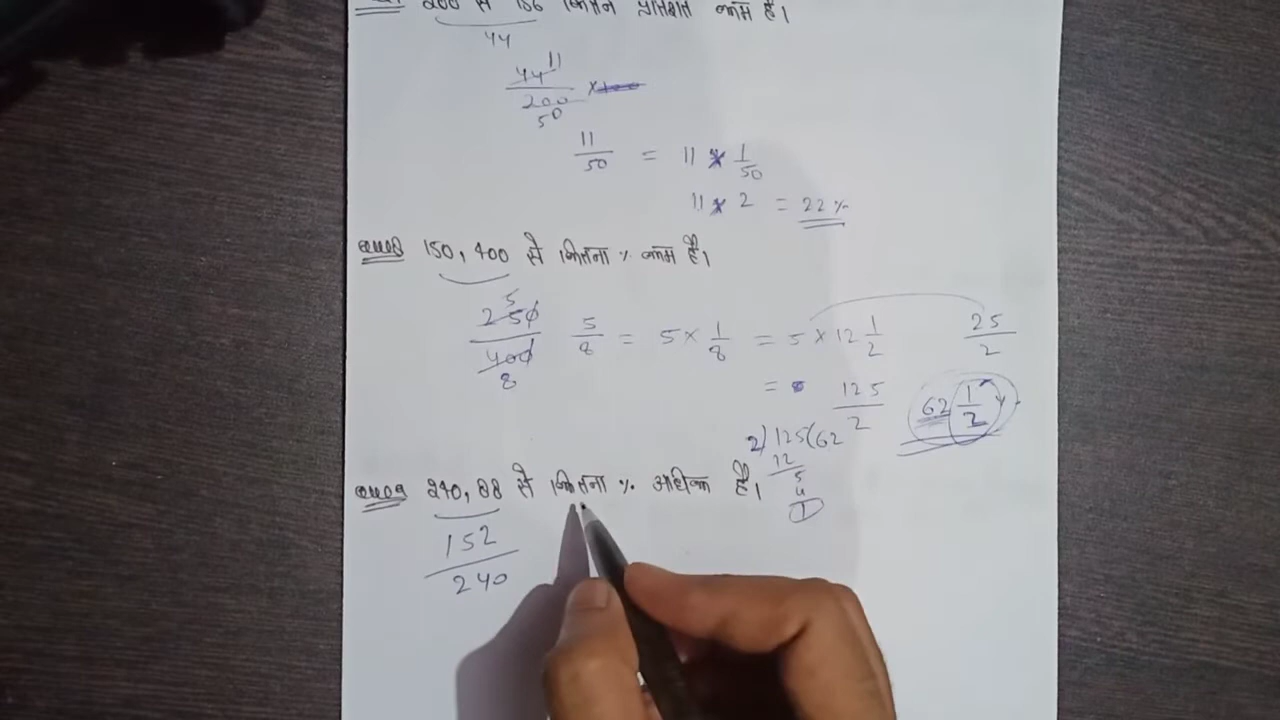 200 से 156 कितने प्रतिशत कम है।
44
44 11
200 ×
50
11/50 = 11 × 1/50
11 × 2 = 22%
Ques 150, 400 से कितना % कम है।
250/400 5 8 5/8 = 5 × 1/8 = 5 × 12 1/2 25/2
= 125/2 62 1/2 %
2) 125 (62
12
5
4
1
Ques 240, 88 से कितना % अधिक है।
152
240